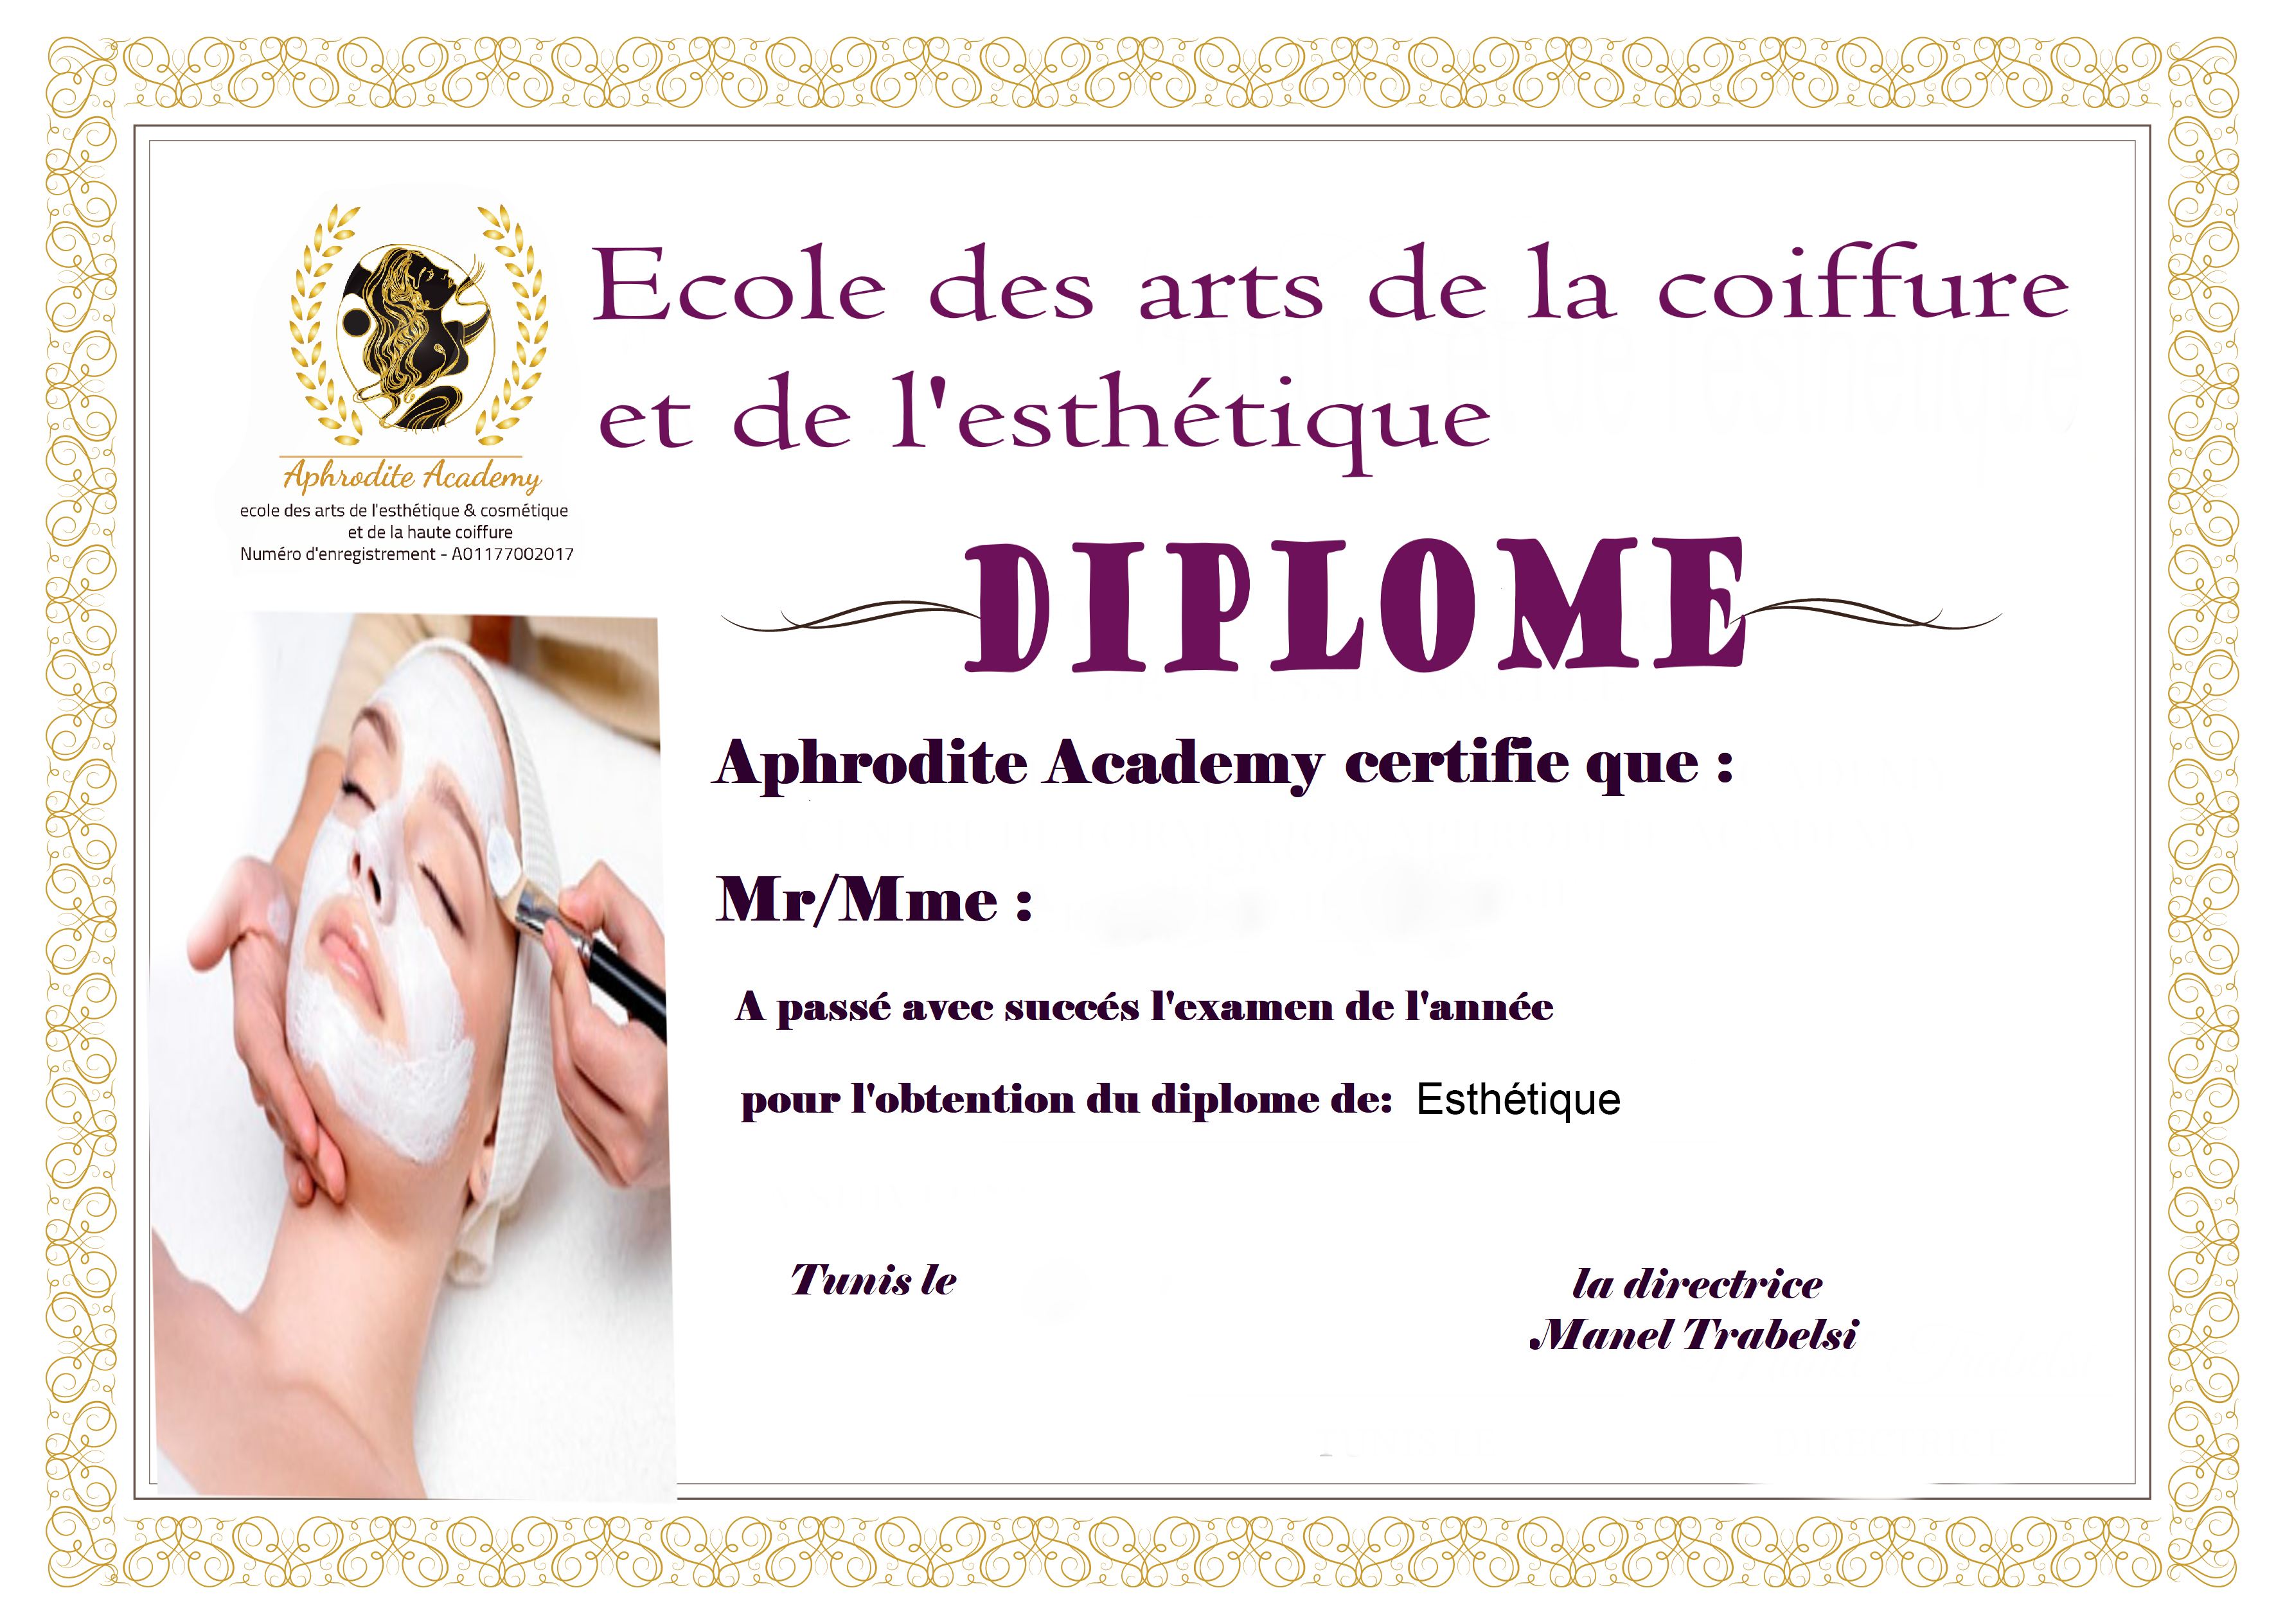 Ecole des arts de la coiffure
et de l'esthétique
Aphrodite Academy
ecole des arts de l'esthétique & cosmétique
et de la haute coiffure
Numéro d'enregistrement - A01177002017
DIPLOME
Aphrodite Academy certifie que :
Mr/Mme :
A passé avec succés l'examen de l'année
pour l'obtention du diplome de: Esthétique
Tunis le
la directrice
Manel Trabelsi